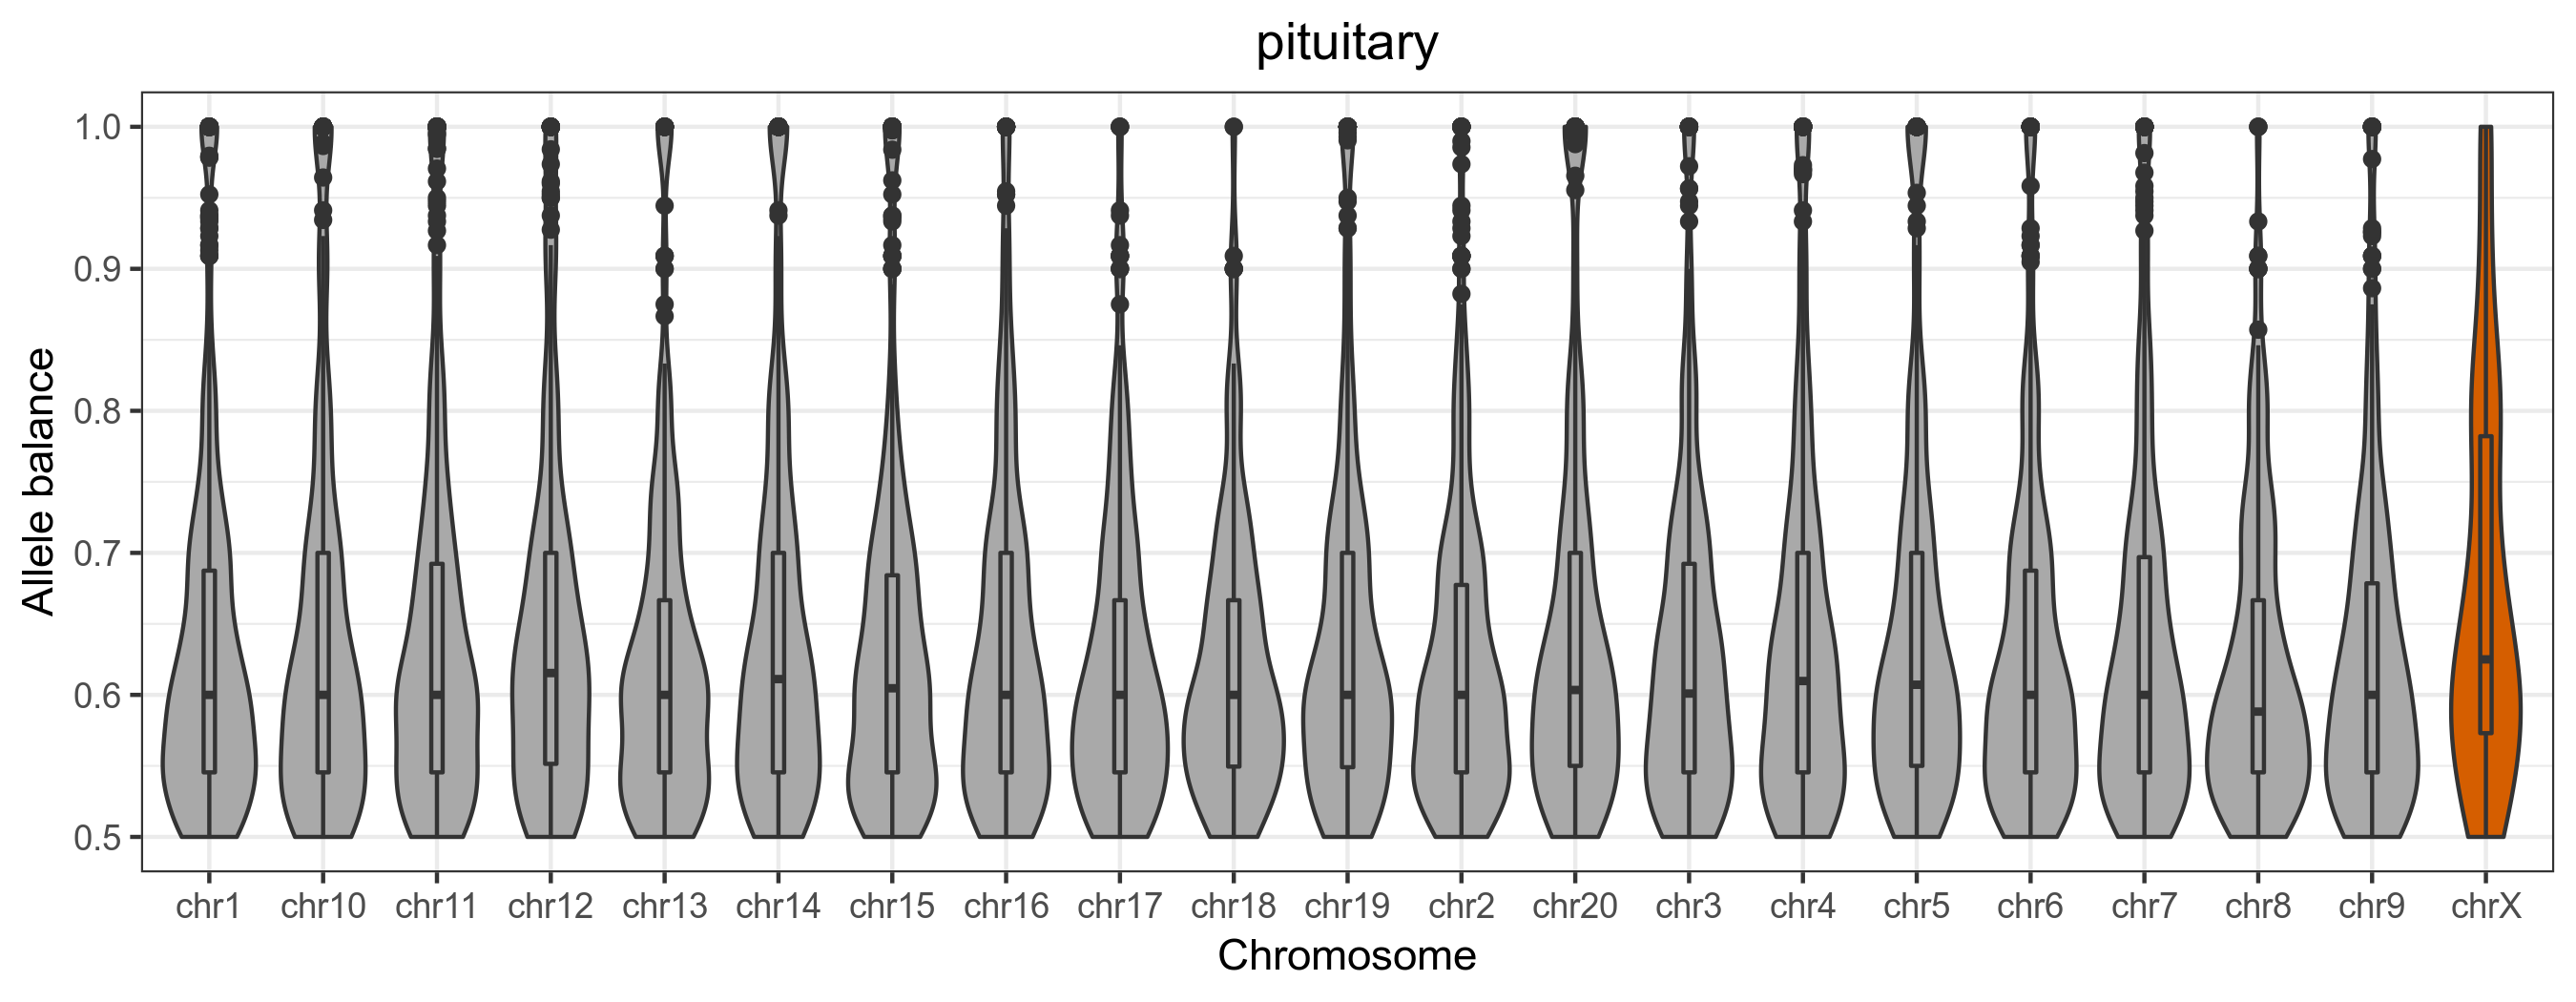 pituitary
Allele balance
1.0
0.9
0.8
0.7
0.6
0.5
chr1 chr10 chr11 chr12 chr13 chr14 chr15 chr16 chr17 chr18 chr19 chr2 chr20 chr3 chr4 chr5 chr6 chr7 chr8 chr9 chrX
Chromosome